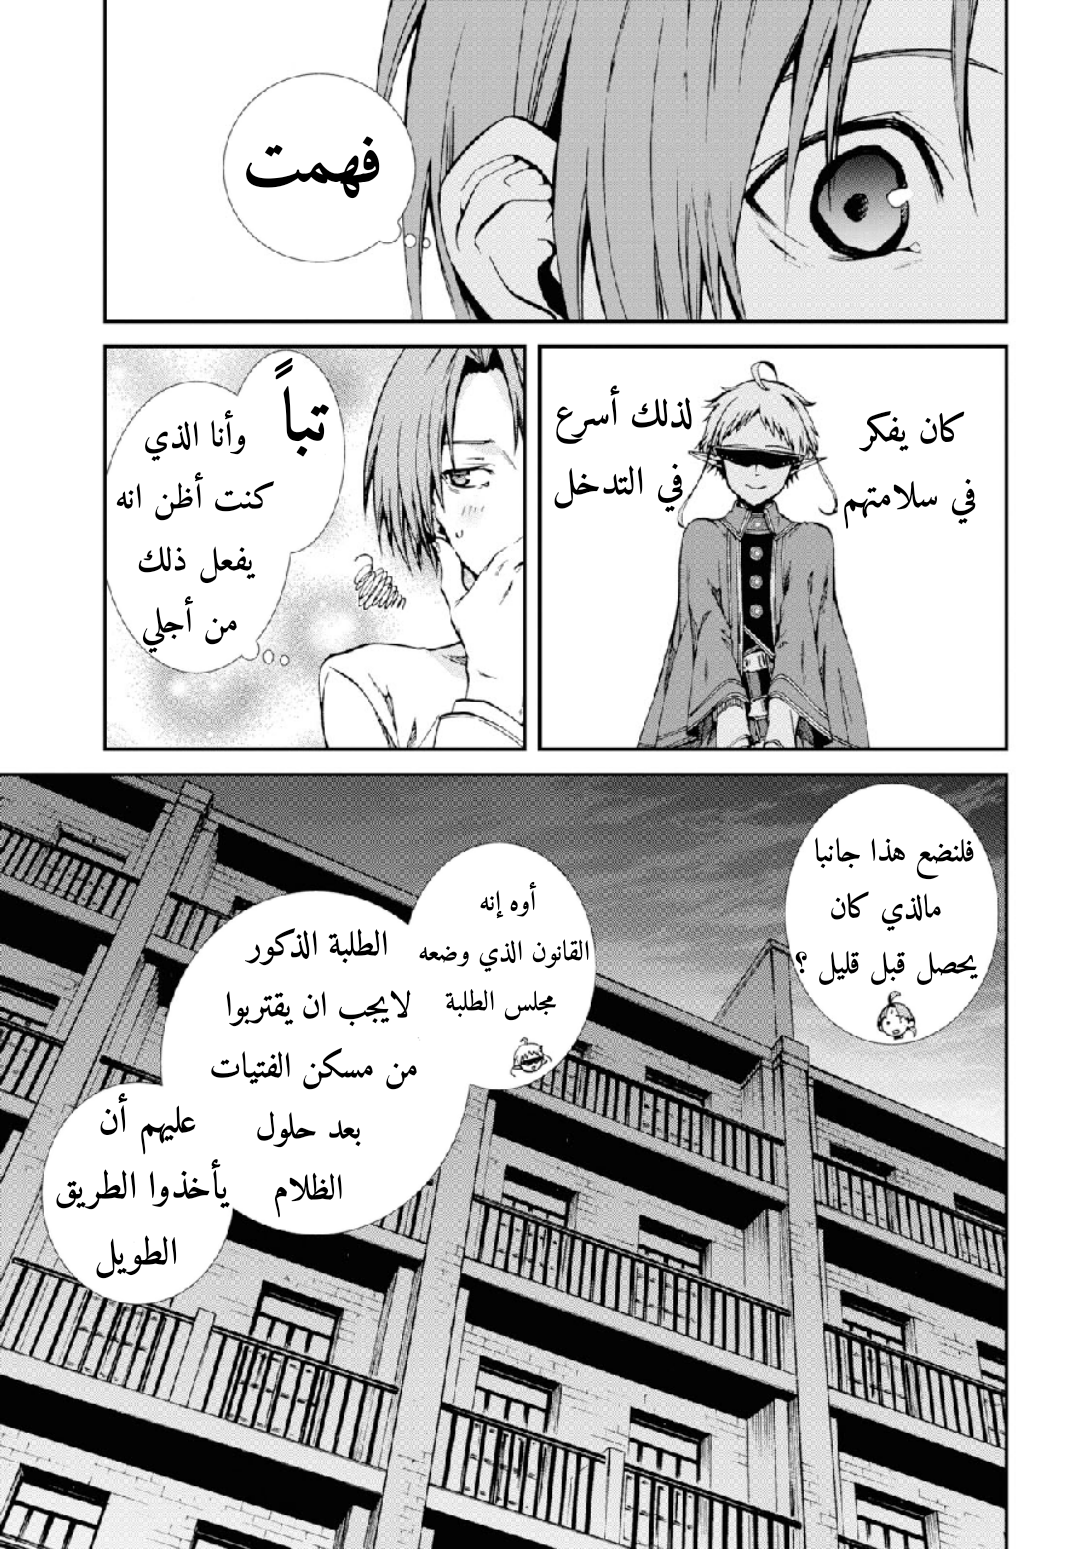 فهمت
كان يفكر
في سلامتهم
لذلك أسرع
في التدخل
تباً
وأنا الذي
كنت أظن انه
يفعل ذلك
من أجلي
فلنضع هذا جانبا
مالذي كان
يحصل قبل قليل ؟
أوه إنه
القانون الذي وضعه
مجلس الطلبة
الطلبة الذكور
لايجب ان يقتربوا
من مسكن الفتيات
بعد حلول
الظلام
عليهم أن
يأخذوا الطريق
الطويل